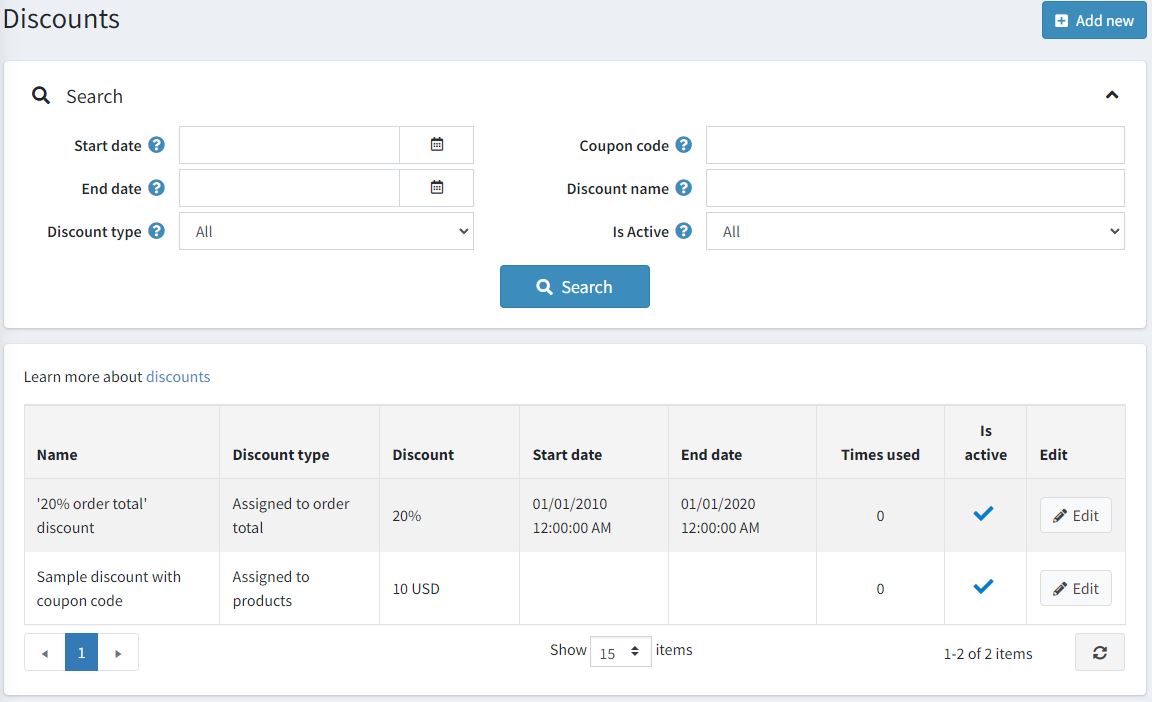 Discounts
Add new
Search
Start date
Coupon code
End date
Discount name
Discount type All
Is Active All
Search
Learn more about discounts
Name Discount type Discount Start date End date Times used Is active Edit
'20% order total' discount Assigned to order total 20% 01/01/2010 12:00:00 AM 01/01/2020 12:00:00 AM 0 Edit
Sample discount with coupon code Assigned to products 10 USD 0 Edit
1 Show 15 items 1-2 of 2 items